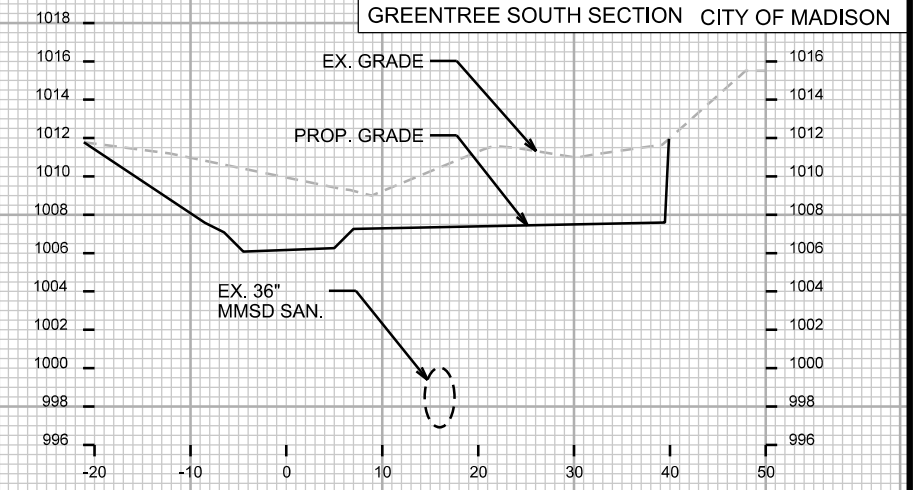 GREENTREE SOUTH SECTION CITY OF MADISON
1018
1016 EX. GRADE 1016
1014 1014
1012 PROP. GRADE 1012
1010 1010
1008 1008
1006 1006
1004 EX. 36" 1004
MMSD SAN.
1002 1002
1000 1000
998 998
996 996
-20 -10 0 10 20 30 40 50